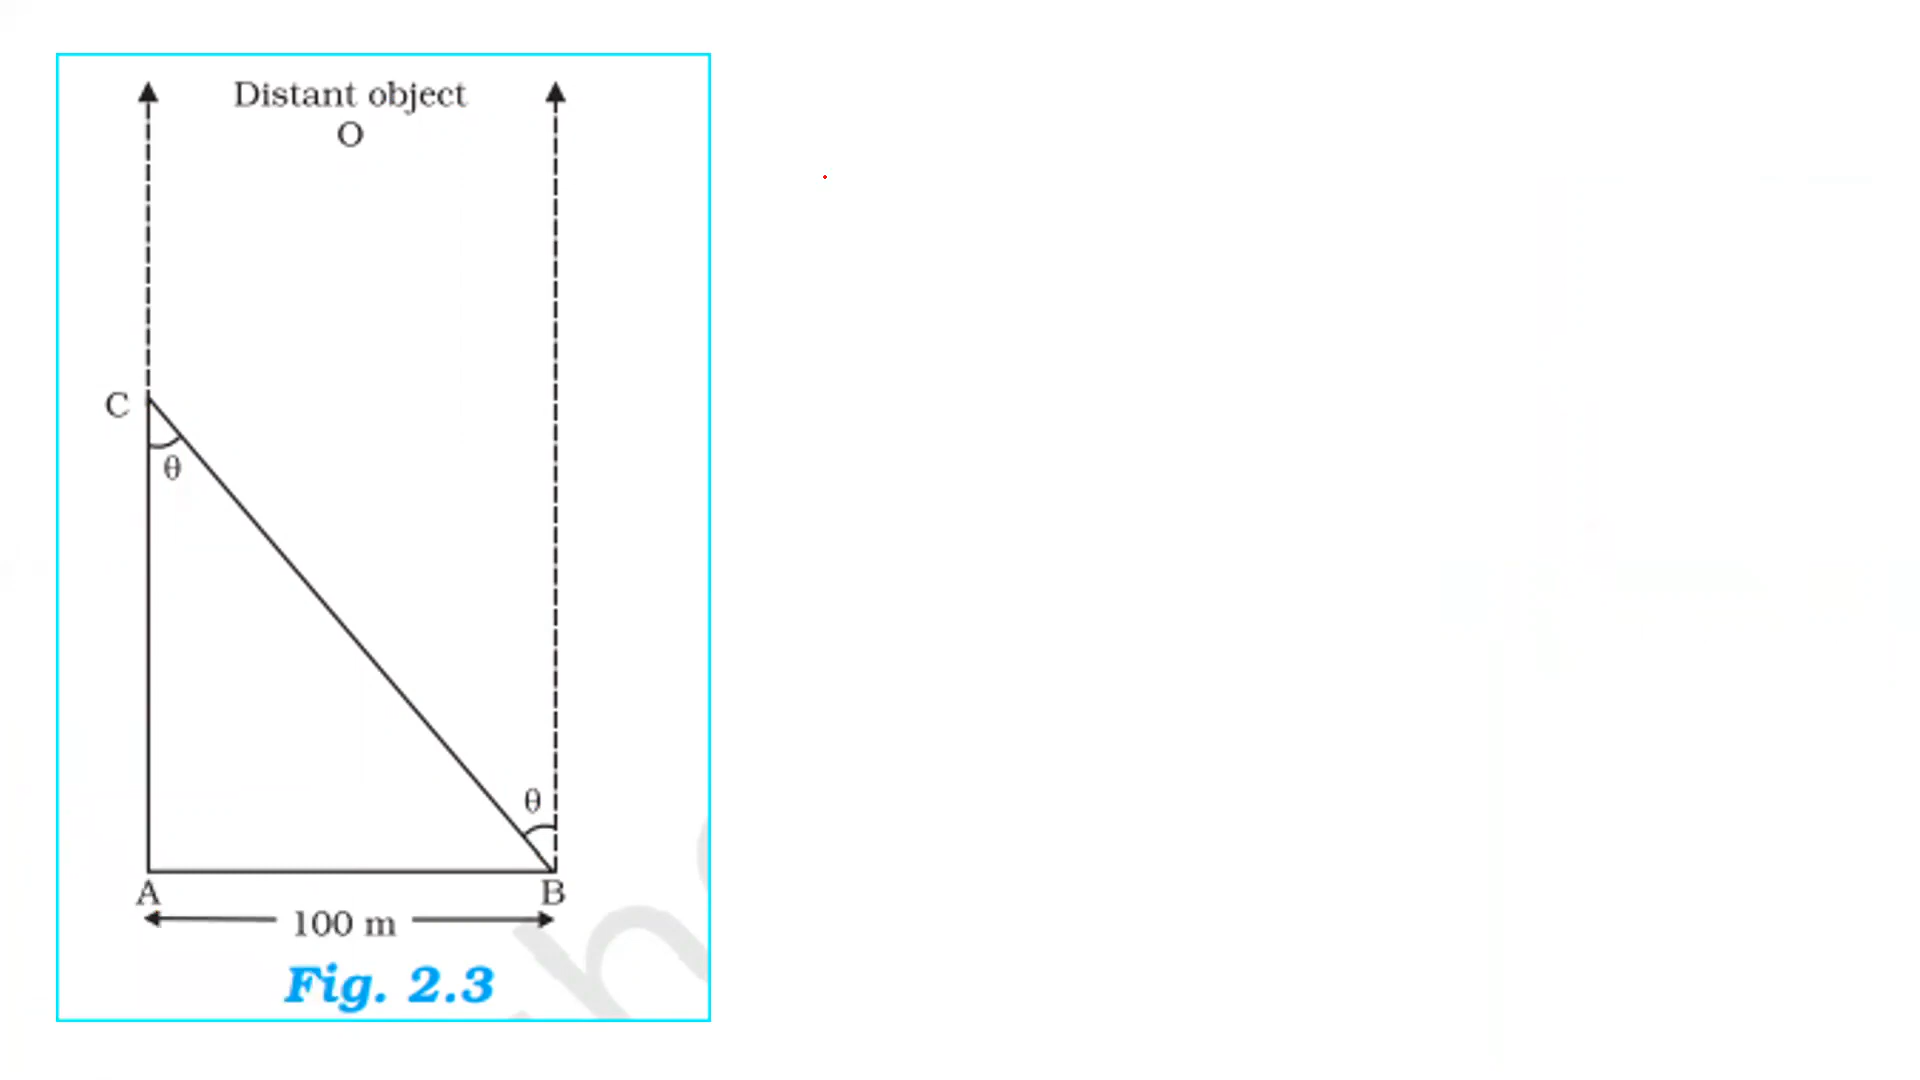 Distant object
O
C
θ
θ
A
B
100 m
Fig. 2.3